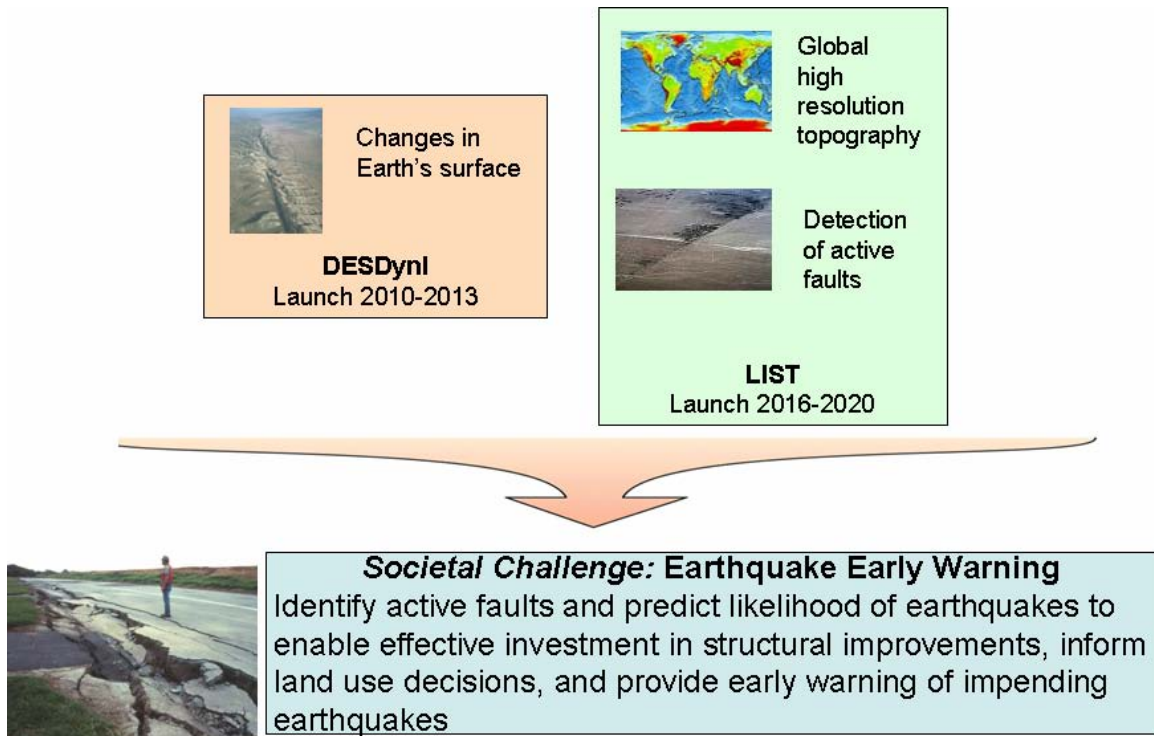 Changes in
Earth's surface
DESDynI
Launch 2010-2013
Global
high
resolution
topography
Detection
of active
faults
LIST
Launch 2016-2020
Societal Challenge: Earthquake Early Warning
Identify active faults and predict likelihood of earthquakes to
enable effective investment in structural improvements, inform
land use decisions, and provide early warning of impending
earthquakes